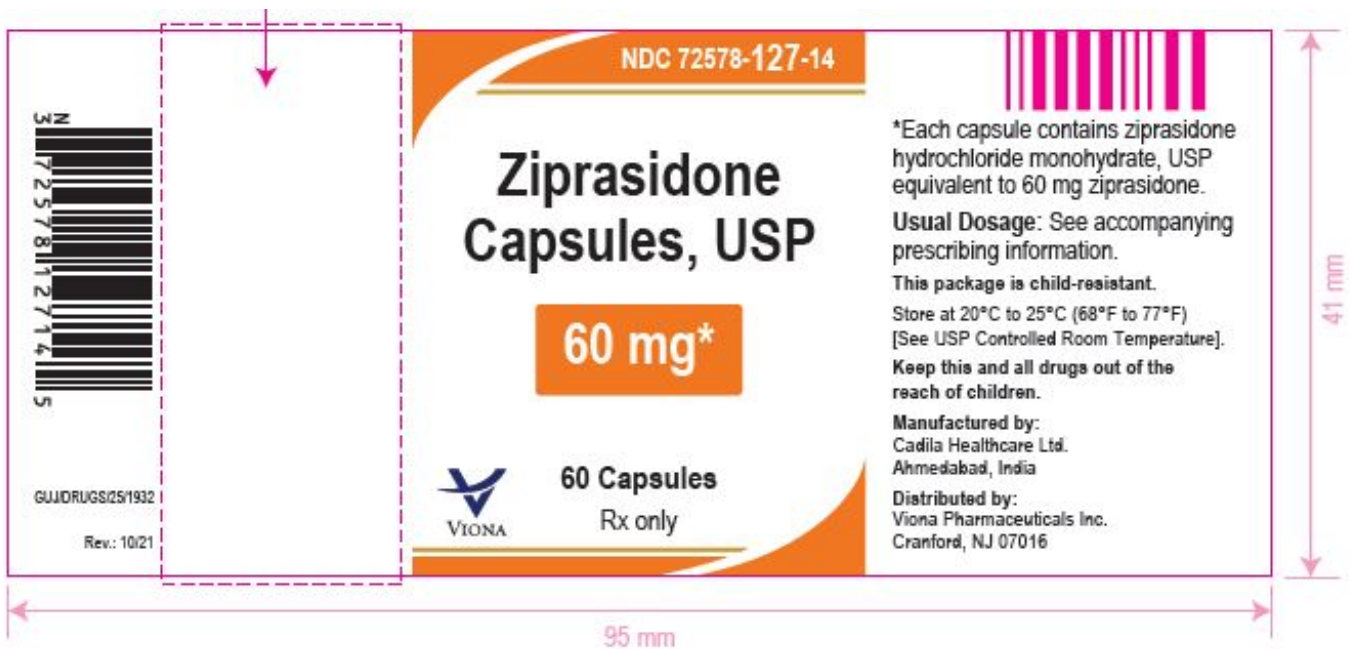 N
3
72578 12714
5
GUJ/DRUGS/25/1932
Rev.: 10/21
NDC 72578-127-14
Ziprasidone
Capsules, USP
60 mg*
VIONA
60 Capsules
Rx only
*Each capsule contains ziprasidone
hydrochloride monohydrate, USP
equivalent to 60 mg ziprasidone.
Usual Dosage: See accompanying
prescribing information.
This package is child-resistant.
Store at 20°C to 25°C (68°F to 77°F)
[See USP Controlled Room Temperature].
Keep this and all drugs out of the
reach of children.
Manufactured by:
Cadila Healthcare Ltd.
Ahmedabad, India
Distributed by:
Viona Pharmaceuticals Inc.
Cranford, NJ 07016
41 mm
95 mm